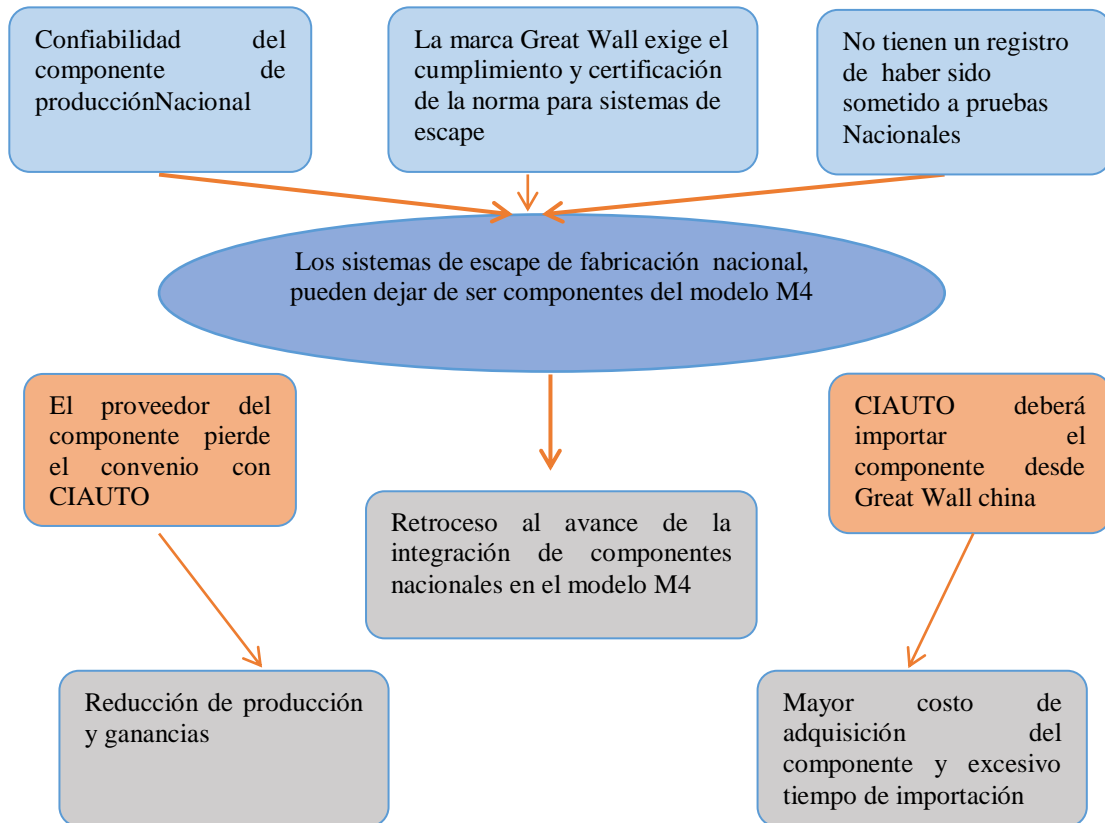 Confiabilidad del
componente de
producciónNacional
La marca Great Wall exige el
cumplimiento y certificación
de la norma para sistemas de
escape
No tienen un registro
de haber sido
sometido a pruebas
Nacionales
Los sistemas de escape de fabricación nacional,
pueden dejar de ser componentes del modelo M4
El proveedor del
componente pierde
el convenio con
CIAUTO
CIAUTO deberá
importar el
componente desde
Great Wall china
Retroceso al avance de la
integración de componentes
nacionales en el modelo M4
Reducción de producción
y ganancias
Mayor costo de
adquisición del
componente y excesivo
tiempo de importación